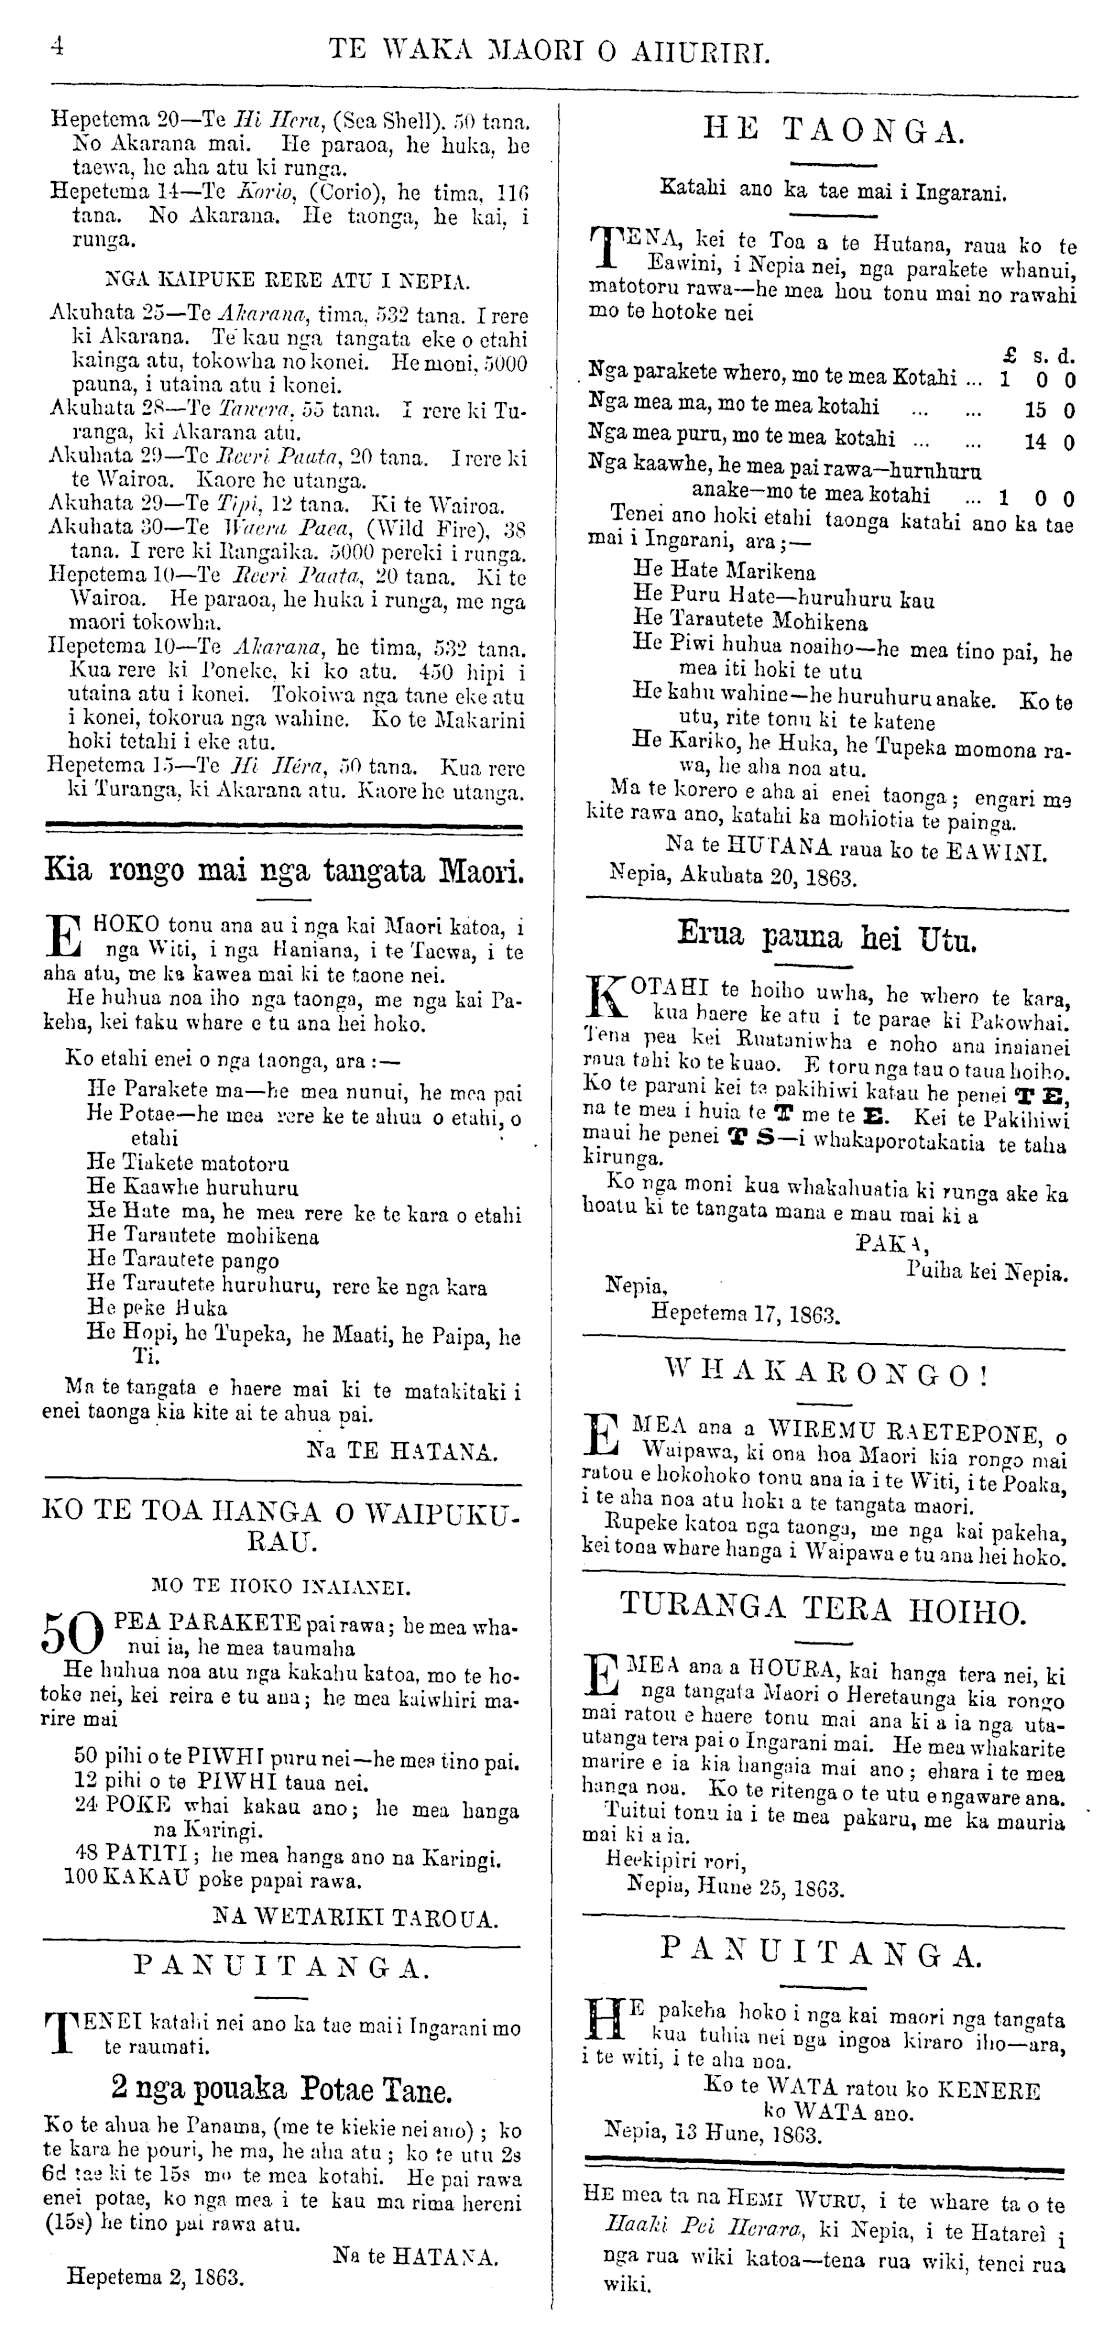 4
TE WAKA MAORI O AHURIRI.
Hepetema 20—Te Hi Hera, (Sea Shell). 50 tana.
No Akarana mai. He paraoa, he huka, he
taewa, he aha atu ki runga.
Hepetema 14—Te Korio, (Corio), he tima, 116
tana. No Akarana. He taonga, he kai, i
runga.
NGA KAIPUKE RERE ATU I NEPIA.
Akuhata 25—Te Akarana, tima, 532 tana. I rere
ki Akarana. Te kau nga tangata eke o etahi
kainga atu, tokowha no konei. He moni, 5000
pauna, i utaina atu i konei.
Akuhata 28—Te Tawera, 55 tana. I rere ki Tu-
ranga, ki Akarana atu.
Akuhata 29—Te Reeri Paata, 20 tana. I rere ki
te Wairoa. Kaore he utanga.
Akuhata 29—Te Tipi, 12 tana. Ki te Wairoa.
Akuhata 30—Te Waera Paea, (Wild Fire), 38
tana. I rere ki Rangaika. 5000 pereki i runga.
Hepetema 10—Te Reeri Paata, 20 tana. Ki te
Wairoa. He paraoa, he huka i runga, me nga
maori tokowha.
Hepetema 10—Te Akarana, he tima, 532 tana.
Kua rere ki Poneke, ki ko atu. 450 hipi i
utaina atu i konei. Tokoiwa nga tane eke atu
i konei, tokorua nga wahine. Ko te Makarini
hoki tetahi i eke atu.
Hepetema 15—Te Hi Héra, 50 tana. Kua rere
ki Turanga, ki Akarana atu. Kaore he utanga.
Kia rongo mai nga tangata Maori.
E HOKO tonu ana au i nga kai Maori katoa, i
nga Witi, i nga Haniana, i te Taewa, i te
aha atu, me ka kawea mai ki te taone nei.
He huhua noa iho nga taonga, me nga kai Pa-
keha, kei taku whare e tu ana hei hoko.
Ko etahi enei o nga taonga, ara :—
He Parakete ma—he mea nunui, he mea pai
He Potae—he mea rere ke te ahua o etahi, o
etahi
He Tiakete matotoru
He Kaawhe huruhuru
He Hate ma, he mea rere ke te kara o etahi
He Tarautete mohikena
He Tarautete pango
He Tarautete huruhuru, rere ke nga kara
He peke Huka
He Hopi, he Tupeka, he Maati, he Paipa, he
Ti.
Ma te tangata e haere mai ki te matakitaki i
enei taonga kia kite ai te ahua pai.
Na TE HATANA.
KO TE TOA HANGA O WAIPUKU-
RAU.
MO TE HOKO INAIANEI.
50 PEA PARAKETE pai rawa; he mea wha-
nui ia, he mea taumaha
He huhua noa atu nga kakahu katoa, mo te ho-
toke nei, kei reira e tu ana; he mea kaiwhiri ma-
rire mai
50 pihi o te PIWHI puru nei—he mea tino pai.
12 pihi o te PIWHI taua nei.
24 POKE whai kakau ano; he mea hanga
na Karingi.
48 PATITI; he mea hanga ano na Karingi.
100 KAKAU poke papai rawa.
NA WETARIKI TAROUA.
PANUITANGA.
TENEI katahi nei ano ka tae mai i Ingarani mo
te raumati.
2 nga pouaka Potae Tane.
Ko te ahua he Panama, (me te kiekie nei ano); ko
te kara he pouri, he ma, he aha atu; ko te utu 2s
6d tae ki te 15s mo te mea kotahi. He pai rawa
enei potae, ko nga mea i te kau ma rima hereni
(15s) he tino pai rawa atu.
Na te HATANA.
Hepetema 2, 1863.
HE TAONGA.
Katahi ano ka tae mai i Ingarani.
TENA, kei te Toa a te Hutana, raua ko te
Eawini, i Nepia nei, nga parakete whanui,
matotoru rawa—he mea hou tonu mai no rawahi
mo te hotoke nei
£ s. d.
Nga parakete whero, mo te mea Kotahi ... 1 0 0
Nga mea ma, mo te mea kotahi ... ... 15 0
Nga mea puru, mo te mea kotahi ... ... 14 0
Nga kaawhe, he mea pai rawa—huruhuru
anake—mo te mea kotahi ... 1 0 0
Tenei ano hoki etahi taonga katahi ano ka tae
mai i Ingarani, ara;—
He Hate Marikena
He Puru Hate—huruhuru kau
He Tarautete Mohikena
He Piwi huhua noaiho—he mea tino pai, he
mea iti hoki te utu
He kahu wahine—he huruhuru anake. Ko te
utu, rite tonu ki te katene
He Kariko, he Huka, he Tupeka momona ra-
wa, he aha noa atu.
Ma te korero e aha ai enei taonga; engari me
kite rawa ano, katahi ka mohiotia te painga.
Na te HUTANA raua ko te EAWINI.
Nepia, Akuhata 20, 1863.
Erua pauna hei Utu.
KOTAHI te hoiho uwha, he whero te kara,
kua haere ke atu i te parae ki Pakowhai.
Tena pea kei Ruataniwha e noho ana inaianei
raua tahi ko te kuao. E toru nga tau o taua hoiho.
Ko te parani kei te pakihiwi katau he penei T E,
na te mea i huia te T me te E. Kei te Pakihiwi
maui he penei T S—i whakaporotakatia te taha
kirunga.
Ko nga moni kua whakahuatia ki runga ake ka
hoatu ki te tangata mana e mau mai ki a
PAKA,
Puiha kei Nepia.
Nepia,
Hepetema 17, 1863.
WHAKARONGO!
E MEA ana a WIREMU RAETEPONE, o
Waipawa, ki ona hoa Maori kia rongo mai
ratou e hokohoko tonu ana ia i te Witi, i te Poaka,
i te aha noa atu hoki a te tangata maori.
Rupeke katoa nga taonga, me nga kai pakeha,
kei tona whare hanga i Waipawa e tu ana hei hoko.
TURANGA TERA HOIHO.
E MEA ana a HOURA, kai hanga tera nei, ki
nga tangata Maori o Heretaunga kia rongo
mai ratou e haere tonu mai ana ki a ia nga uta-
utanga tera pai o Ingarani mai. He mea whakarite
marire e ia kia hangaia mai ano; ehara i te mea
hanga noa. Ko te ritenga o te utu e ngaware ana.
Tuitui tonu ia i te mea pakaru, me ka mauria
mai ki a ia.
Heekipiri rori,
Nepia, Hune 25, 1863.
PANUITANGA.
HE pakeha hoko i nga kai maori nga tangata
kua tuhia nei nga ingoa kiraro iho—ara,
i te witi, i te aha noa.
Ko te WATA ratou ko KENERE
ko WATA ano.
Nepia, 13 Hune, 1863.
HE mea ta na HEMI WURU, i te whare ta o te
Haaki Pei Herara, ki Nepia, i te Hatarei i
nga rua wiki katoa—tena rua wiki, tenei rua
wiki.